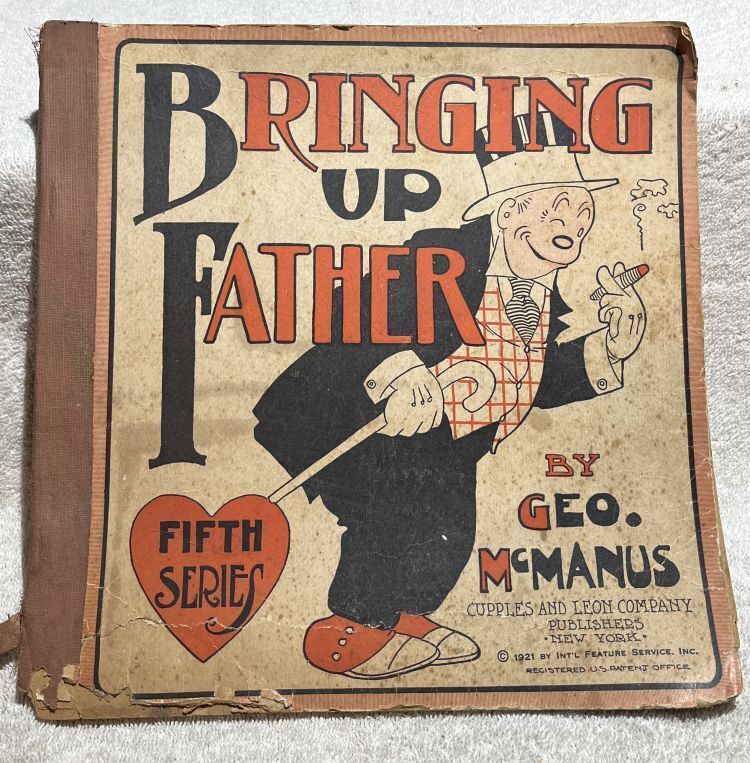 BRINGING
UP
FATHER
FIFTH
SERIES
BY
GEO.
McMANUS
CUPPLES AND LEON COMPANY
PUBLISHERS
• NEW YORK •
© 1921 BY INT'L FEATURE SERVICE, INC.
REGISTERED U.S. PATENT OFFICE